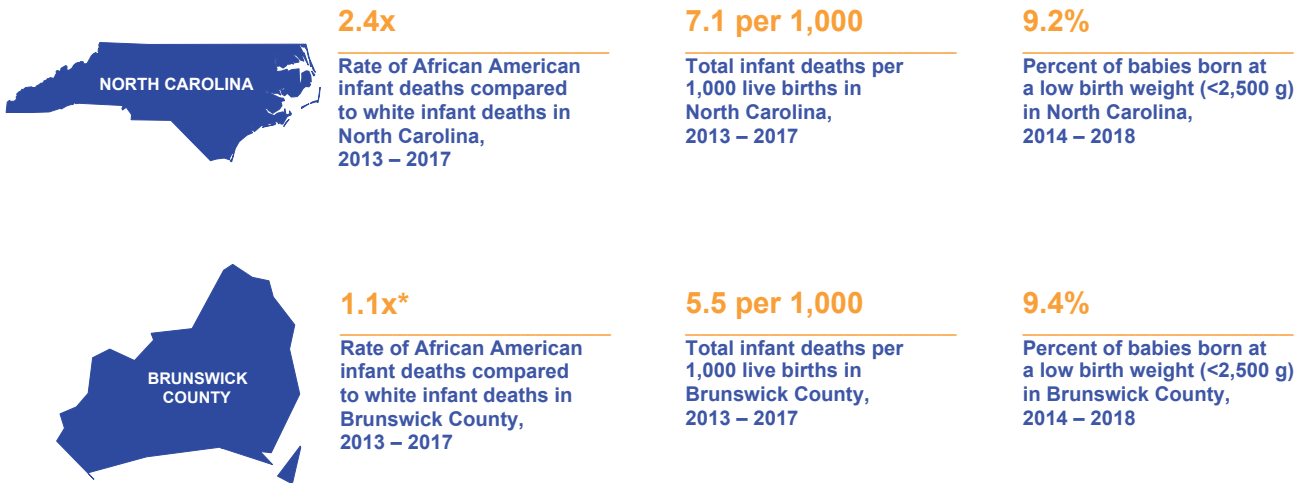 NORTH CAROLINA
2.4x
Rate of African American
infant deaths compared
to white infant deaths in
North Carolina,
2013 – 2017
7.1 per 1,000
Total infant deaths per
1,000 live births in
North Carolina,
2013 – 2017
9.2%
Percent of babies born at
a low birth weight (<2,500 g)
in North Carolina,
2014 – 2018
BRUNSWICK
COUNTY
1.1x*
Rate of African American
infant deaths compared
to white infant deaths in
Brunswick County,
2013 – 2017
5.5 per 1,000
Total infant deaths per
1,000 live births in
Brunswick County,
2013 – 2017
9.4%
Percent of babies born at
a low birth weight (<2,500 g)
in Brunswick County,
2014 – 2018